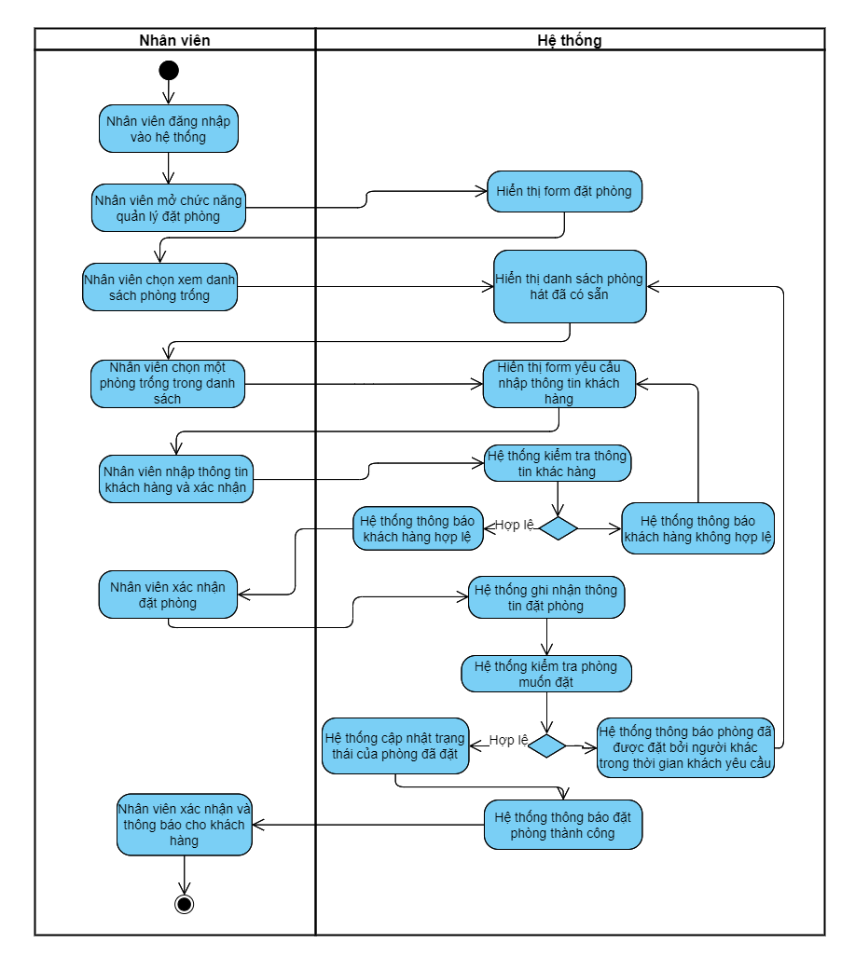 Nhân viên
Hệ thống
Nhân viên đăng nhập
vào hệ thống
Nhân viên mở chức năng
quản lý đặt phòng
Hiển thị form đặt phòng
Nhân viên chọn xem danh
sách phòng trống
Hiển thị danh sách phòng
hát đã có sẵn
Nhân viên chọn một
phòng trống trong danh
sách
Hiển thị form yêu cầu
nhập thông tin khách
hàng
Nhân viên nhập thông tin
khách hàng và xác nhận
Hệ thống kiểm tra thông
tin khác hàng
Hệ thống thông báo
khách hàng hợp lệ
Hợp lệ
Hệ thống thông báo
khách hàng không hợp lệ
Nhân viên xác nhận
đặt phòng
Hệ thống ghi nhận thông
tin đặt phòng
Hệ thống kiểm tra phòng
muốn đặt
Hệ thống cập nhật trạng
thái của phòng đã đặt
Hợp lệ
Hệ thống thông báo phòng đã
được đặt bởi người khác
trong thời gian khách yêu cầu
Nhân viên xác nhận và
thông báo cho khách
hàng
Hệ thống thông báo đặt
phòng thành công